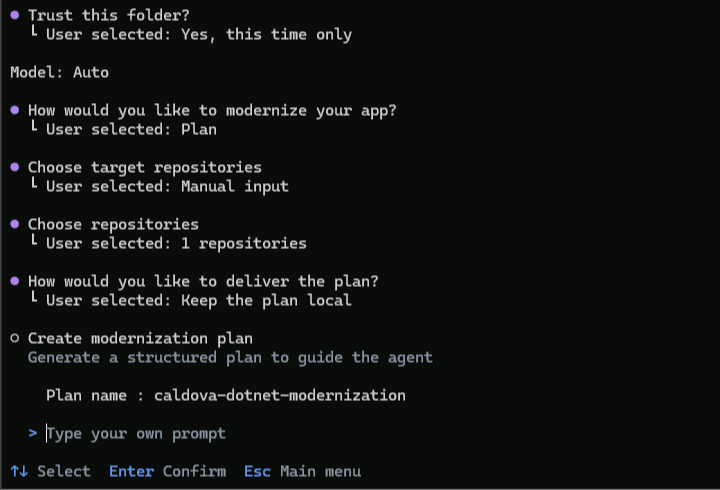 ● Trust this folder?
└ User selected: Yes, this time only
Model: Auto
● How would you like to modernize your app?
└ User selected: Plan
● Choose target repositories
└ User selected: Manual input
● Choose repositories
└ User selected: 1 repositories
● How would you like to deliver the plan?
└ User selected: Keep the plan local
○ Create modernization plan
Generate a structured plan to guide the agent
Plan name : caldova-dotnet-modernization
> Type your own prompt
↑↓ Select  Enter Confirm  Esc Main menu